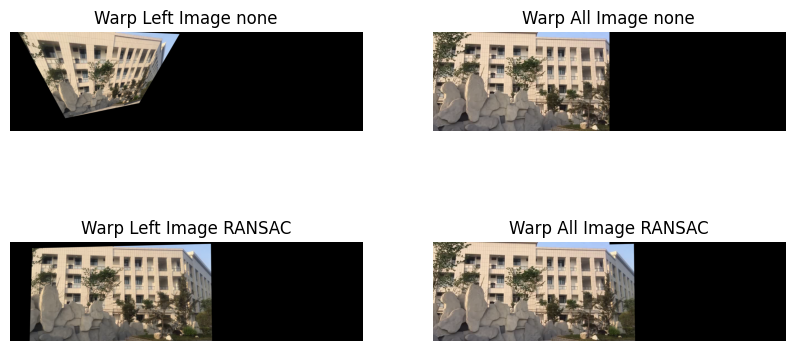 Warp Left Image none
Warp All Image none
Warp Left Image RANSAC
Warp All Image RANSAC